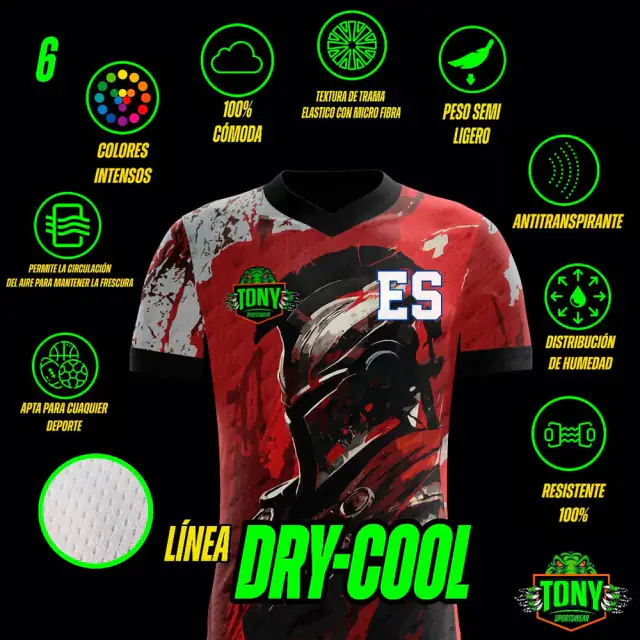 6
COLORES
INTENSOS
100%
CÓMODA
TEXTURA DE TRAMA
ELASTICO CON MICRO FIBRA
PESO SEMI
LIGERO
ANTITRANSPIRANTE
PERMITE LA CIRCULACIÓN
DEL AIRE PARA MANTENER LA FRESCURA
TONY
SPORTSWEAR
ES
DISTRIBUCIÓN
DE HUMEDAD
APTA PARA CUAQUIER
DEPORTE
RESISTENTE
100%
LÍNEA
DRY-COOL
TONY
SPORTSWEAR